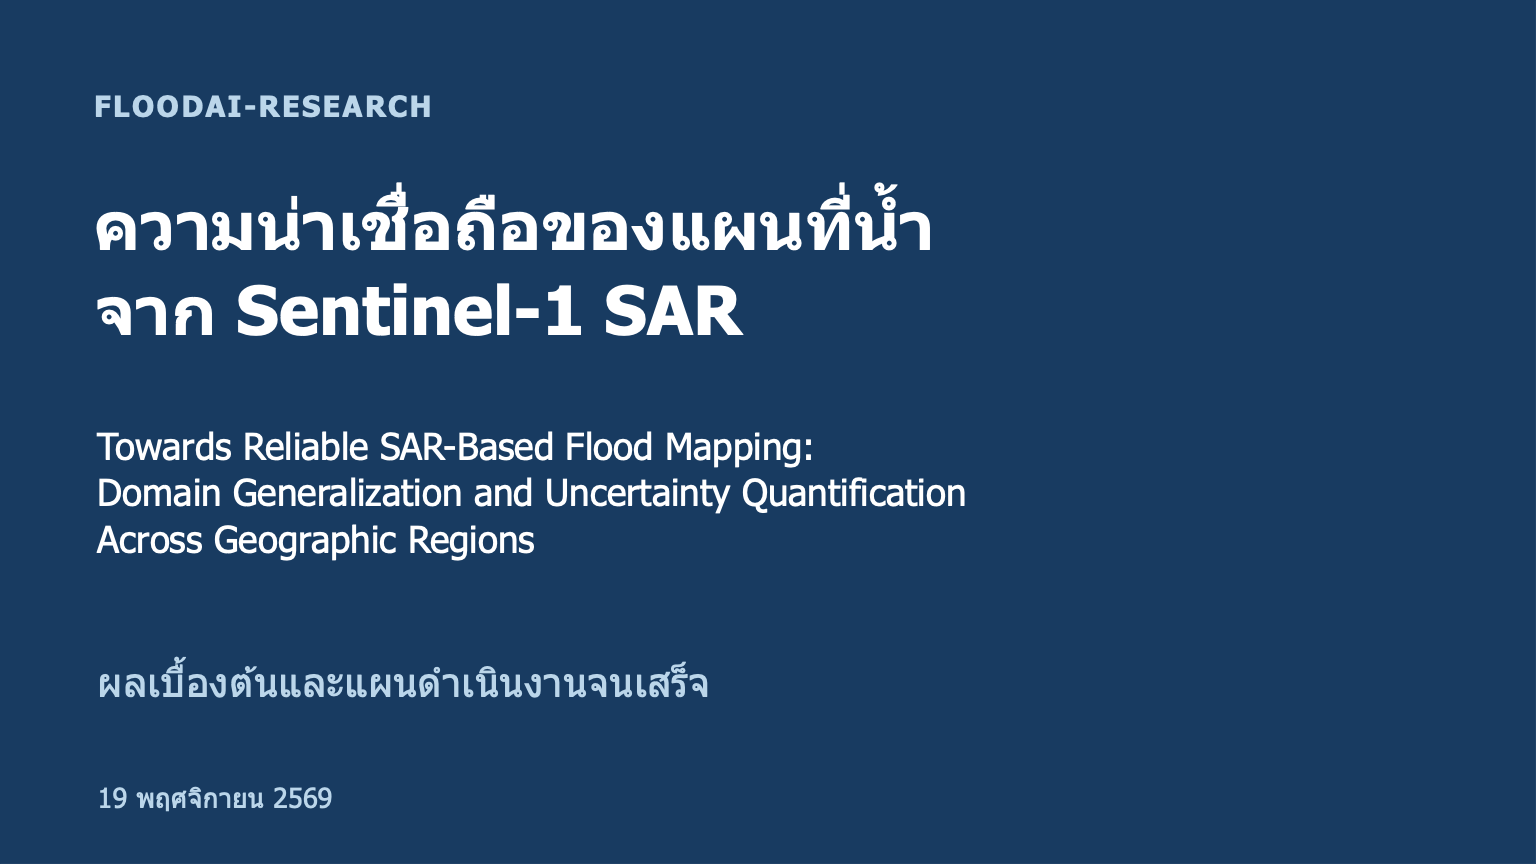 FLOODAI-RESEARCH
ความน่าเชื่อถือของแผนที่น้ำ
จาก Sentinel-1 SAR
Towards Reliable SAR-Based Flood Mapping:
Domain Generalization and Uncertainty Quantification
Across Geographic Regions
ผลเบื้องต้นและแผนดำเนินงานจนเสร็จ
19 พฤศจิกายน 2569